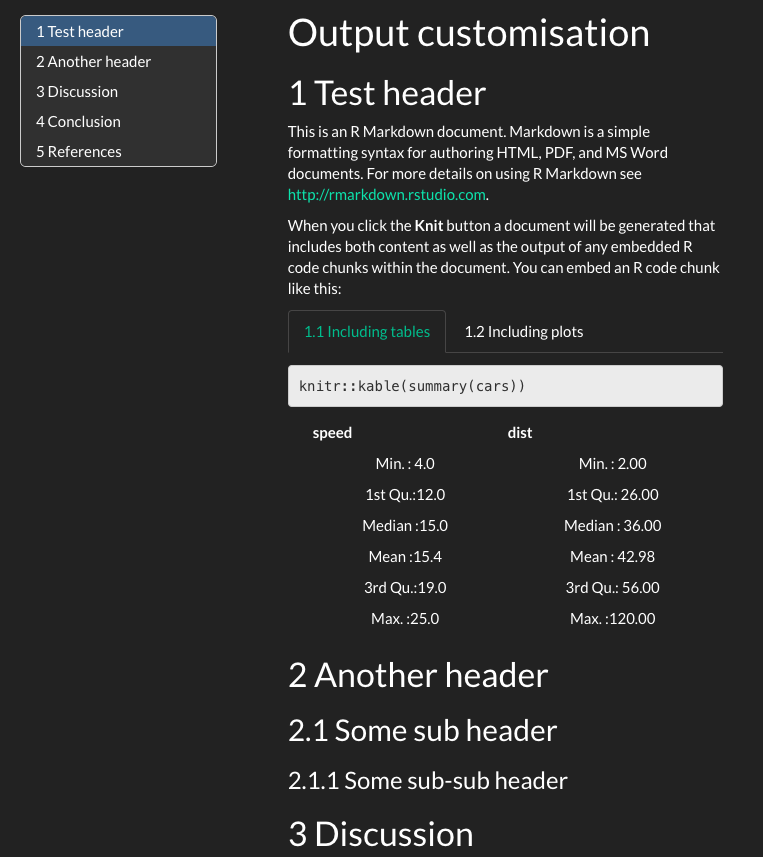 1 Test header
2 Another header
3 Discussion
4 Conclusion
5 References
Output customisation
1 Test header
This is an R Markdown document. Markdown is a simple
formatting syntax for authoring HTML, PDF, and MS Word
documents. For more details on using R Markdown see
http://rmarkdown.rstudio.com.
When you click the Knit button a document will be generated that
includes both content as well as the output of any embedded R
code chunks within the document. You can embed an R code chunk
like this:
1.1 Including tables 1.2 Including plots
knitr::kable(summary(cars))
speed dist
Min. : 4.0 Min. : 2.00
1st Qu.:12.0 1st Qu.: 26.00
Median :15.0 Median : 36.00
Mean :15.4 Mean : 42.98
3rd Qu.:19.0 3rd Qu.: 56.00
Max. :25.0 Max. :120.00
2 Another header
2.1 Some sub header
2.1.1 Some sub-sub header
3 Discussion